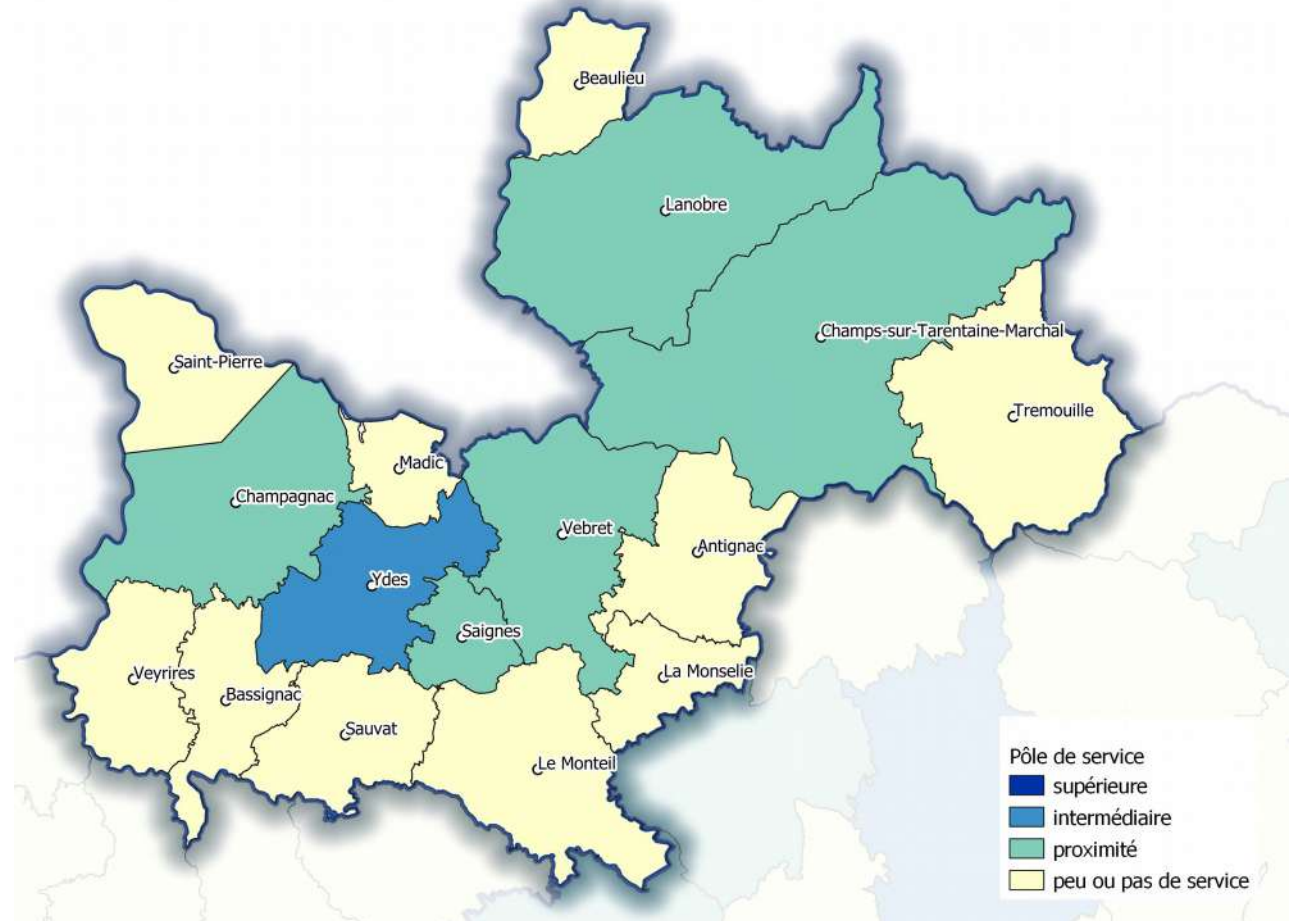 Beaulieu
Lanobre
Champs-sur-Tarentaine-Marchal
Saint-Pierre
Tremouille
Madic
Champagnac
Vebret
Antignac
Ydes
Saignes
La Monselie
Veyrires
Bassignac
Sauvat
Le Monteil
Pôle de service
supérieure
intermédiaire
proximité
peu ou pas de service